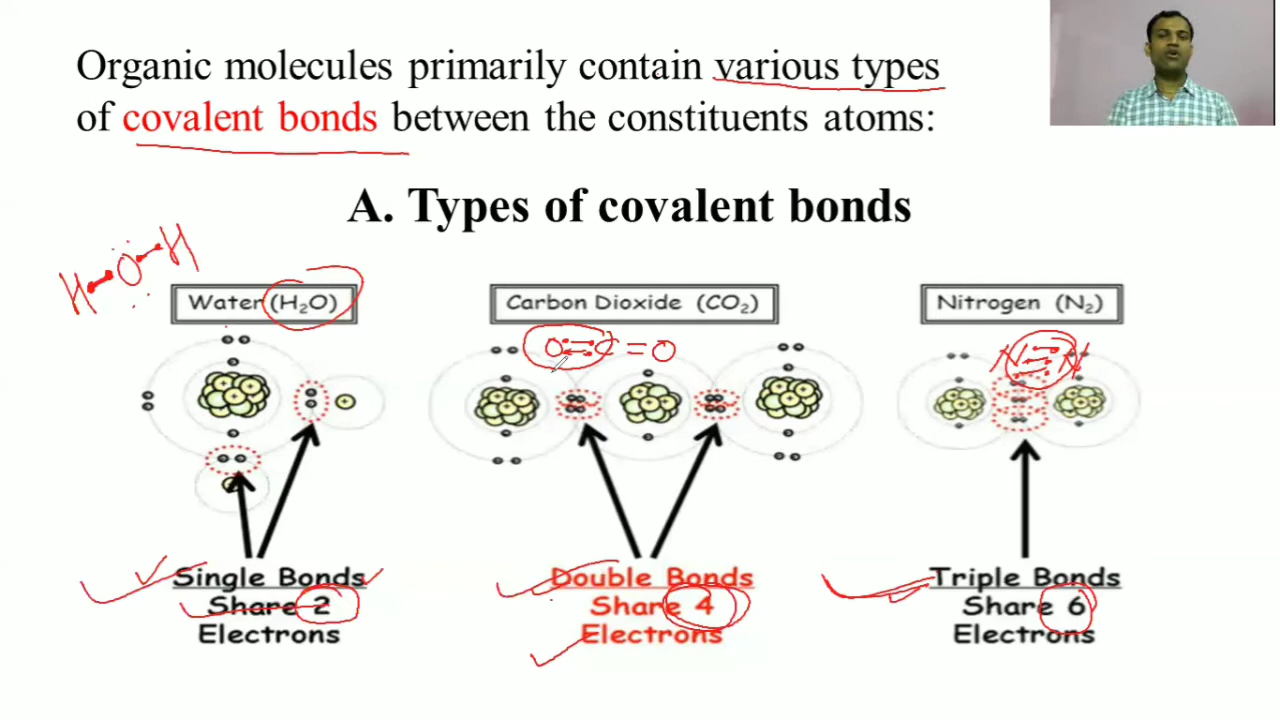 Organic molecules primarily contain various types
of covalent bonds between the constituents atoms:
A. Types of covalent bonds
H O H
Water (H₂O)
Carbon Dioxide (CO₂)
Nitrogen (N₂)
O C = O
N N
Single Bonds
Share 2
Electrons
Double Bonds
Share 4
Electrons
Triple Bonds
Share 6
Electrons